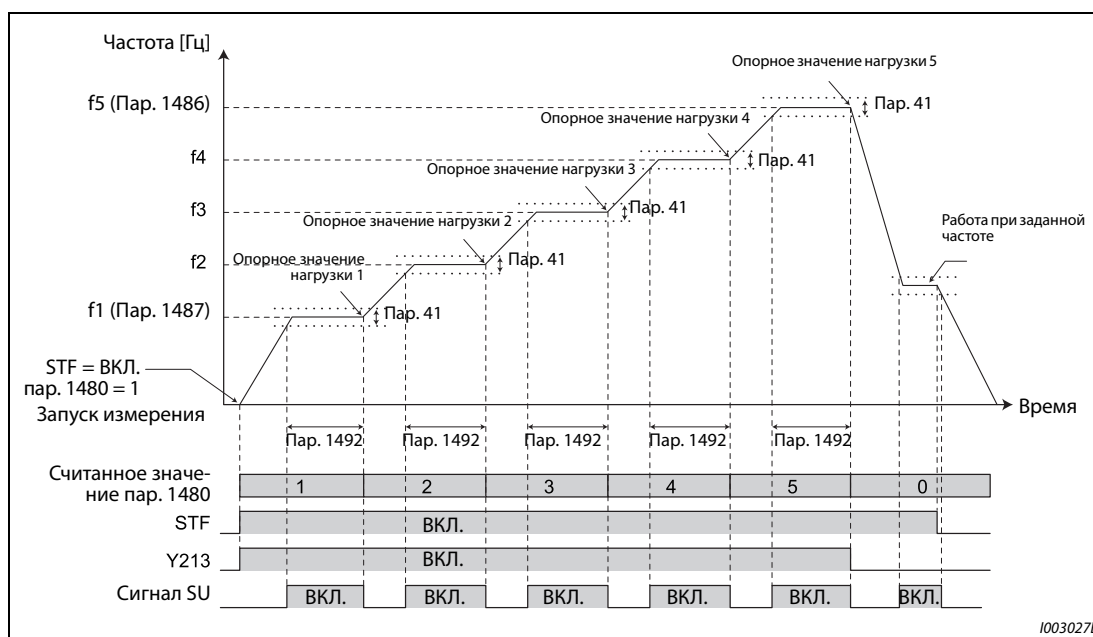 Частота [Гц]
Опорное значение нагрузки 5
f5 (Пар. 1486)
Пар. 41
Опорное значение нагрузки 4
f4
Пар. 41
Опорное значение нагрузки 3
f3
Пар. 41
Опорное значение нагрузки 2
Работа при заданной
частоте
f2
Пар. 41
Опорное значение
нагрузки 1
f1 (Пар. 1487)
Пар. 41
STF = ВКЛ.
пар. 1480 = 1
Запуск измерения
Время
Пар. 1492
Пар. 1492
Пар. 1492
Пар. 1492
Пар. 1492
Считанное значе-
ние пар. 1480
1
2
3
4
5
0
STF
ВКЛ.
Y213
ВКЛ.
Сигнал SU
ВКЛ.
ВКЛ.
ВКЛ.
ВКЛ.
ВКЛ.
ВКЛ.